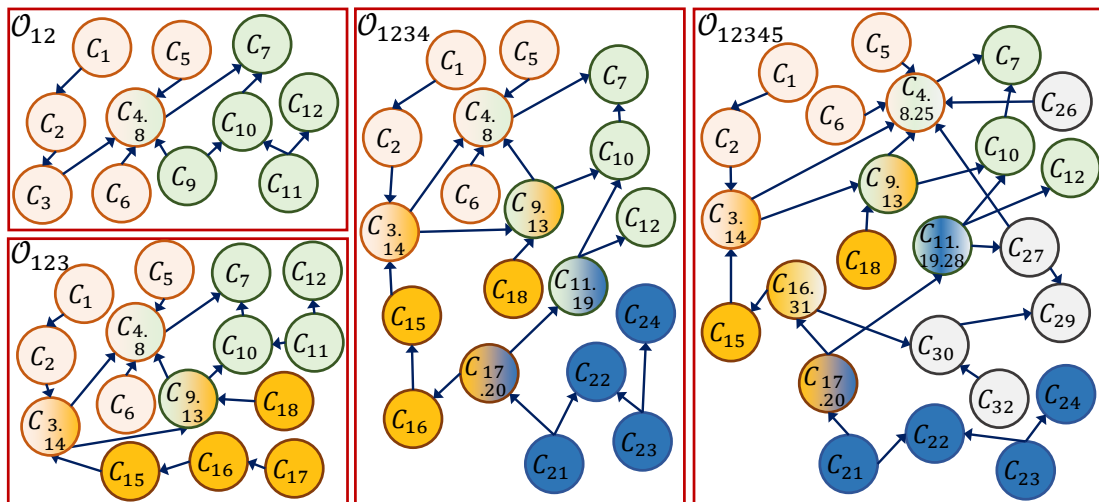 𝒪₁₂
C₁
C₅
C₇
C₂
C₄.
₈
C₁₀
C₁₂
C₃
C₆
C₉
C₁₁
𝒪₁₂₃
C₁
C₅
C₇
C₁₂
C₂
C₄.
₈
C₁₀
C₁₁
C₃.
₁₄
C₆
C₉.
₁₃
C₁₈
C₁₅
C₁₆
C₁₇
𝒪₁₂₃₄
C₁
C₅
C₇
C₂
C₄.
₈
C₁₀
C₃.
₁₄
C₆
C₉.
₁₃
C₁₂
C₁₈
C₁₁.
₁₉
C₁₅
C₂₄
C₁₇
.₂₀
C₂₂
C₁₆
C₂₁
C₂₃
𝒪₁₂₃₄₅
C₅
C₁
C₇
C₄.
₈.₂₅
C₆
C₂₆
C₂
C₁₀
C₉.
₁₃
C₁₂
C₃.
₁₄
C₁₈
C₁₁.
₁₉.₂₈
C₂₇
C₁₆.
₃₁
C₁₅
C₂₉
C₃₀
C₁₇
.₂₀
C₃₂
C₂₄
C₂₂
C₂₁
C₂₃